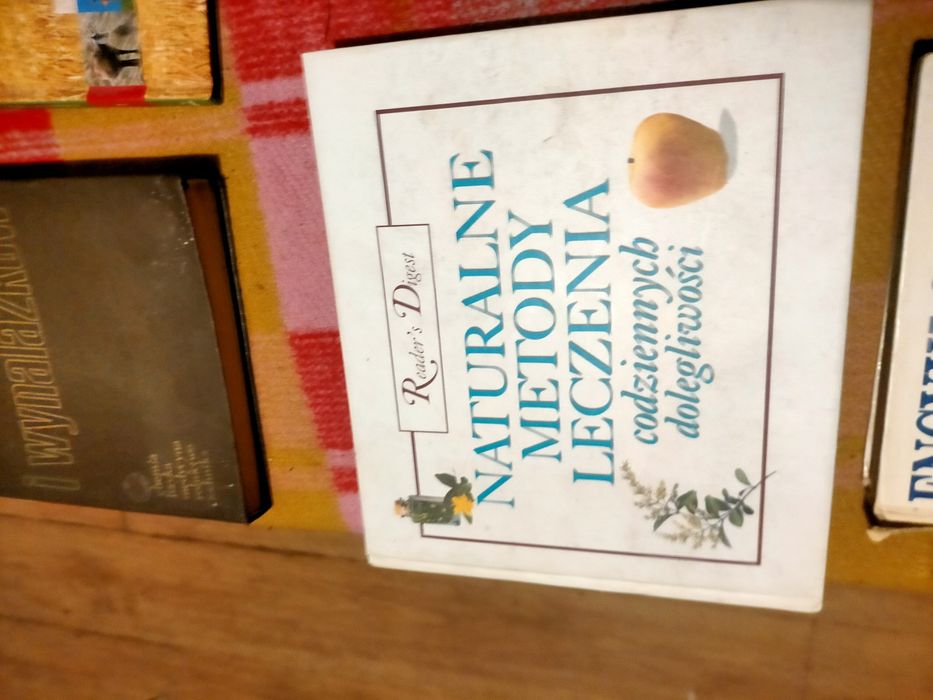 Reader's Digest
NATURALNE
METODY
LECZENIA
codziennych
dolegliwości
i wynalazków